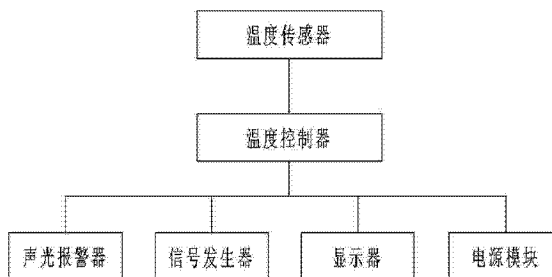 温度传感器
温度控制器
声光报警器
信号发生器
显示器
电源模块